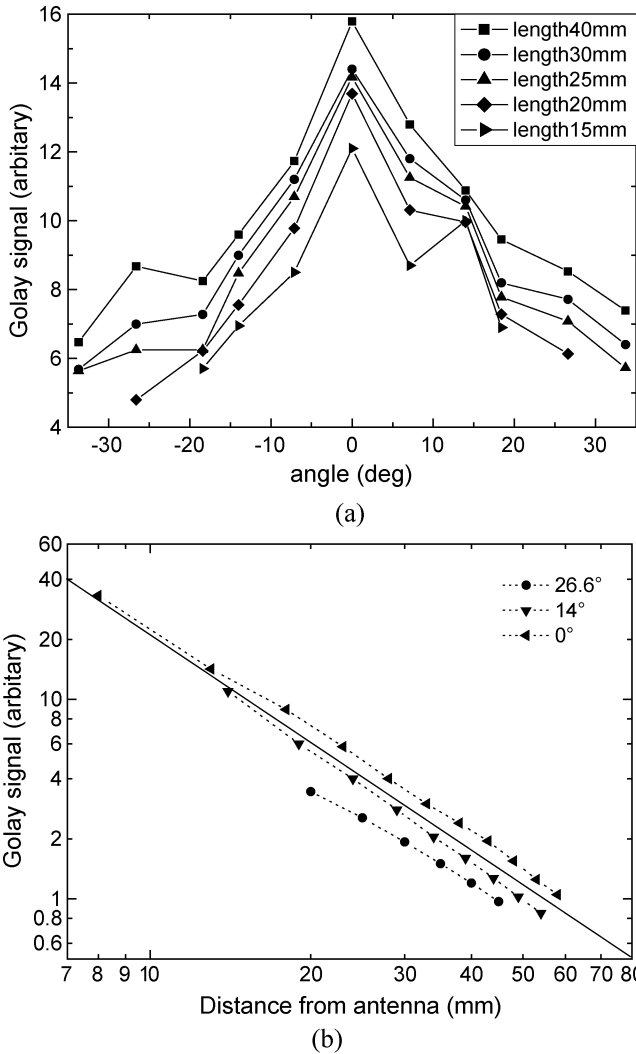 16
14
12
10
8
6
4
Golay signal (arbitary)
length40mm
length30mm
length25mm
length20mm
length15mm
-30 -20 -10 0 10 20 30
angle (deg)
(a)
60
40
20
10
8
6
4
2
1
0.8
0.6
Golay signal (arbitary)
26.6°
14°
0°
7 8 9 10 20 30 40 50 60 70 80
Distance from antenna (mm)
(b)